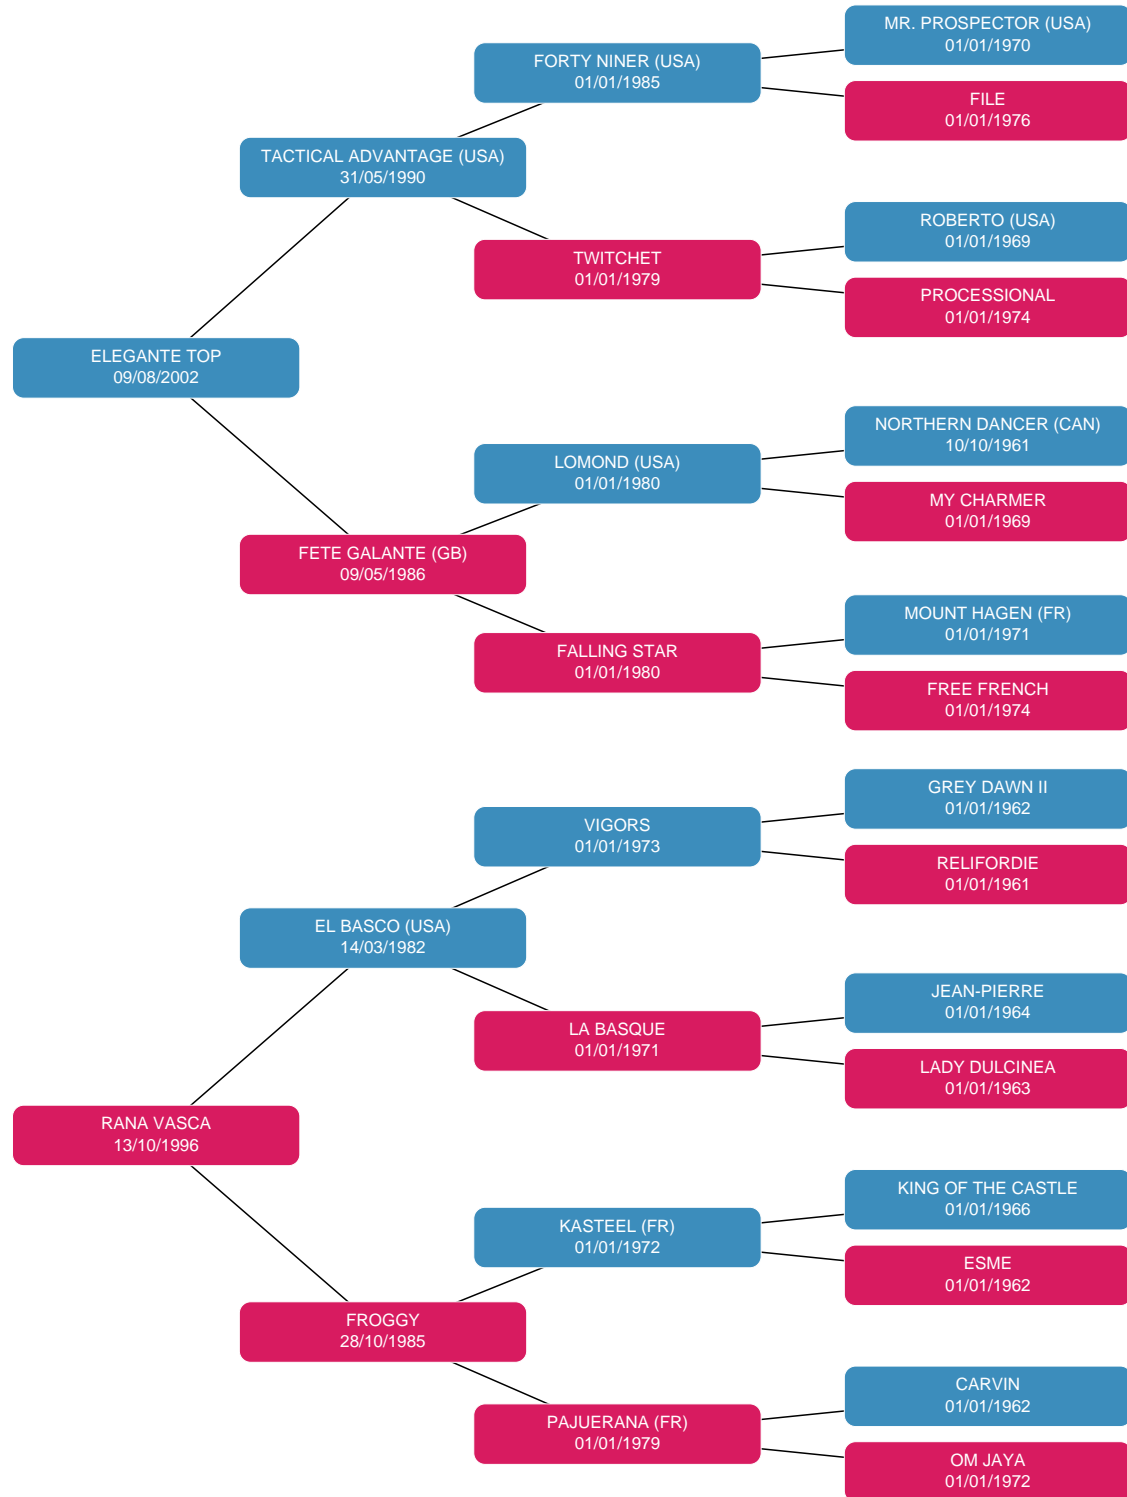 MR. PROSPECTOR (USA)
01/01/1970
FORTY NINER (USA)
01/01/1985
FILE
01/01/1976
TACTICAL ADVANTAGE (USA)
31/05/1990
ROBERTO (USA)
01/01/1969
TWITCHET
01/01/1979
PROCESSIONAL
01/01/1974
ELEGANTE TOP
09/08/2002
NORTHERN DANCER (CAN)
10/10/1961
LOMOND (USA)
01/01/1980
MY CHARMER
01/01/1969
FETE GALANTE (GB)
09/05/1986
MOUNT HAGEN (FR)
01/01/1971
FALLING STAR
01/01/1980
FREE FRENCH
01/01/1974
GREY DAWN II
01/01/1962
VIGORS
01/01/1973
RELIFORDIE
01/01/1961
EL BASCO (USA)
14/03/1982
JEAN-PIERRE
01/01/1964
LA BASQUE
01/01/1971
LADY DULCINEA
01/01/1963
RANA VASCA
13/10/1996
KING OF THE CASTLE
01/01/1966
KASTEEL (FR)
01/01/1972
ESME
01/01/1962
FROGGY
28/10/1985
CARVIN
01/01/1962
PAJUERANA (FR)
01/01/1979
OM JAYA
01/01/1972